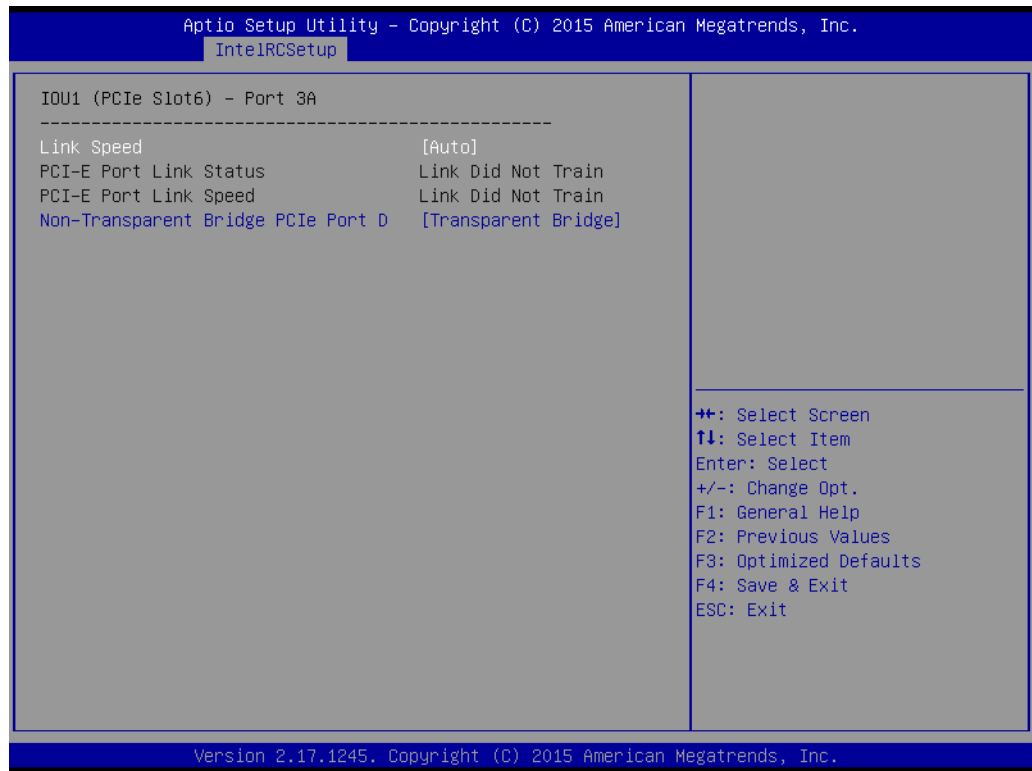 Aptio Setup Utility – Copyright (C) 2015 American Megatrends, Inc.
IntelRCSetup
IOU1 (PCIe Slot6) – Port 3A
--------------------------------------------------
Link Speed [Auto]
PCI-E Port Link Status Link Did Not Train
PCI-E Port Link Speed Link Did Not Train
Non-Transparent Bridge PCIe Port D [Transparent Bridge]
→←: Select Screen
↑↓: Select Item
Enter: Select
+/-: Change Opt.
F1: General Help
F2: Previous Values
F3: Optimized Defaults
F4: Save & Exit
ESC: Exit
Version 2.17.1245. Copyright (C) 2015 American Megatrends, Inc.